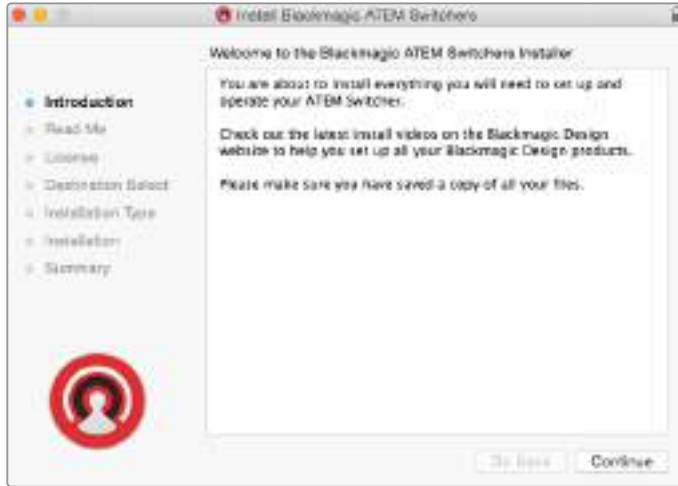 Install Blackmagic ATEM Switchers
Welcome to the Blackmagic ATEM Switchers Installer
Introduction
Read Me
License
Destination Select
Installation Type
Installation
Summary
You are about to install everything you will need to set up and
operate your ATEM Switcher.
Check out the latest install videos on the Blackmagic Design
website to help you set up all your Blackmagic Design products.
Please make sure you have saved a copy of all your files.
Go Back
Continue